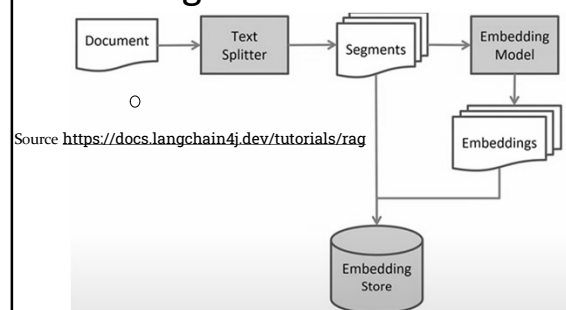 Document
Text
Splitter
Segments
Embedding
Model
Source https://docs.langchain4j.dev/tutorials/rag
Embeddings
Embedding
Store